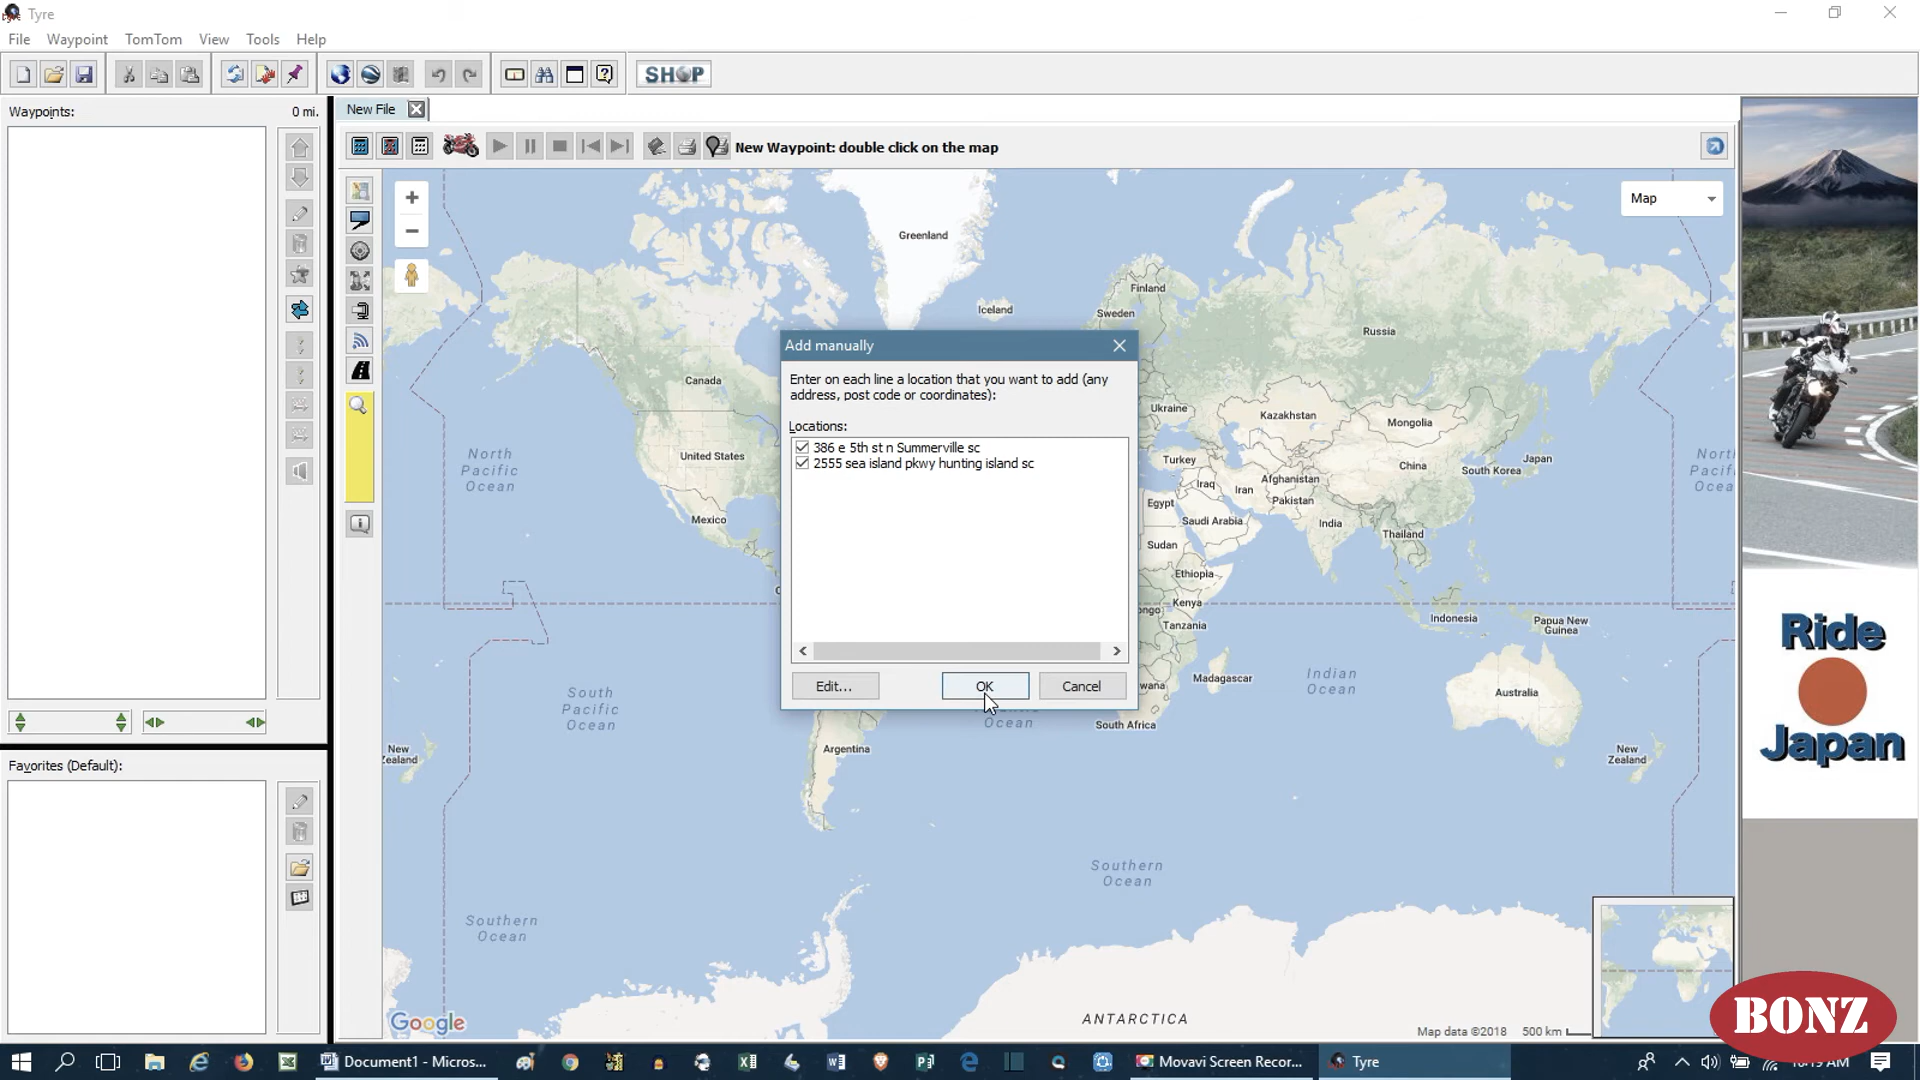 Tyre
File Waypoint TomTom View Tools Help
SHOP
Waypoints: 0 mi.
New File
New Waypoint: double click on the map
Map
Greenland
Iceland
Finland
Sweden
Russia
Canada
United States
Mexico
North
Pacific
Ocean
Ukraine
Kazakhstan
Mongolia
Turkey
China
Japan
South Korea
Afghanistan
Iraq
Iran
Pakistan
Egypt
Saudi Arabia
India
Thailand
Sudan
Ethiopia
Kenya
Tanzania
Indonesia
Papua New
Guinea
Indian
Ocean
Madagascar
Australia
South Africa
Ocean
South
Pacific
Ocean
New
Zealand
Argentina
New
Zealand
Southern
Ocean
Southern
Ocean
ANTARCTICA
Google
Map data ©2018 500 km
Add manually
Enter on each line a location that you want to add (any
address, post code or coordinates):
Locations:
386 e 5th st n Summerville sc
2555 sea island pkwy hunting island sc
Edit... OK Cancel
Favorites (Default):
Ride
Japan
BONZ
Document1 - Micros...
Movavi Screen Recor...
Tyre